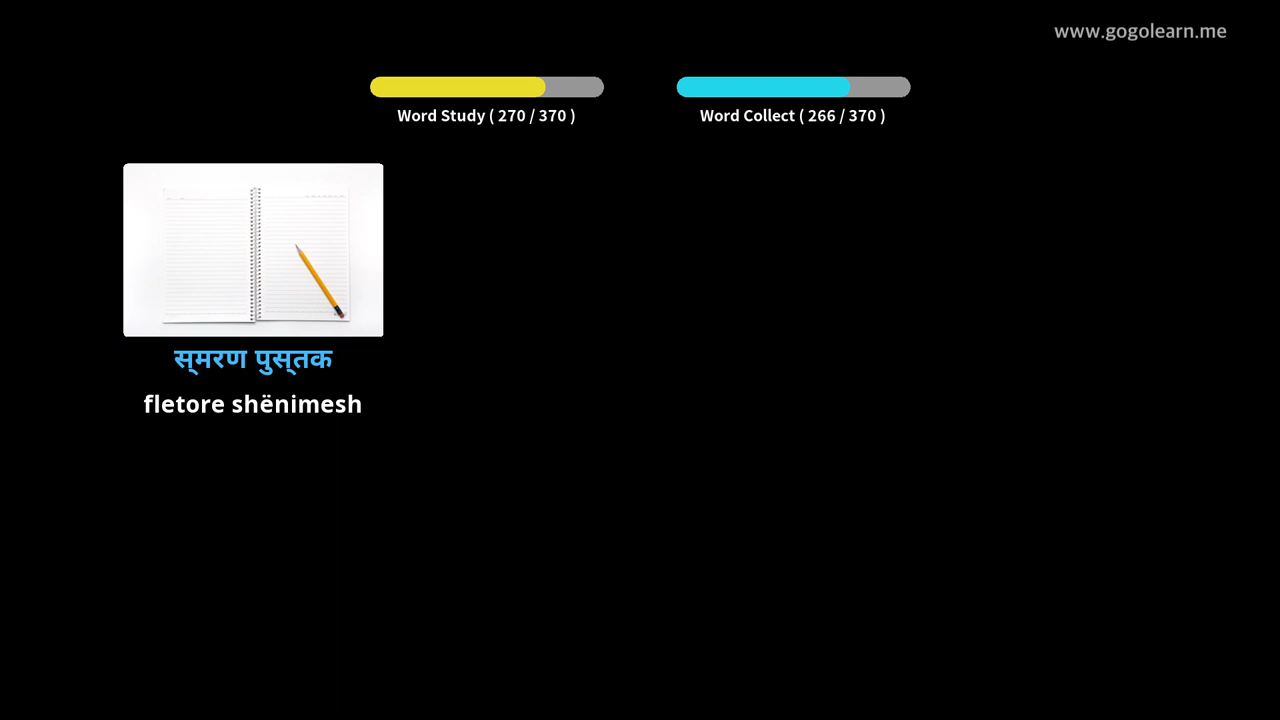 www.gogolearn.me
Word Study ( 270 / 370 )
Word Collect ( 266 / 370 )
स्मरण पुस्तक
fletore shënimesh